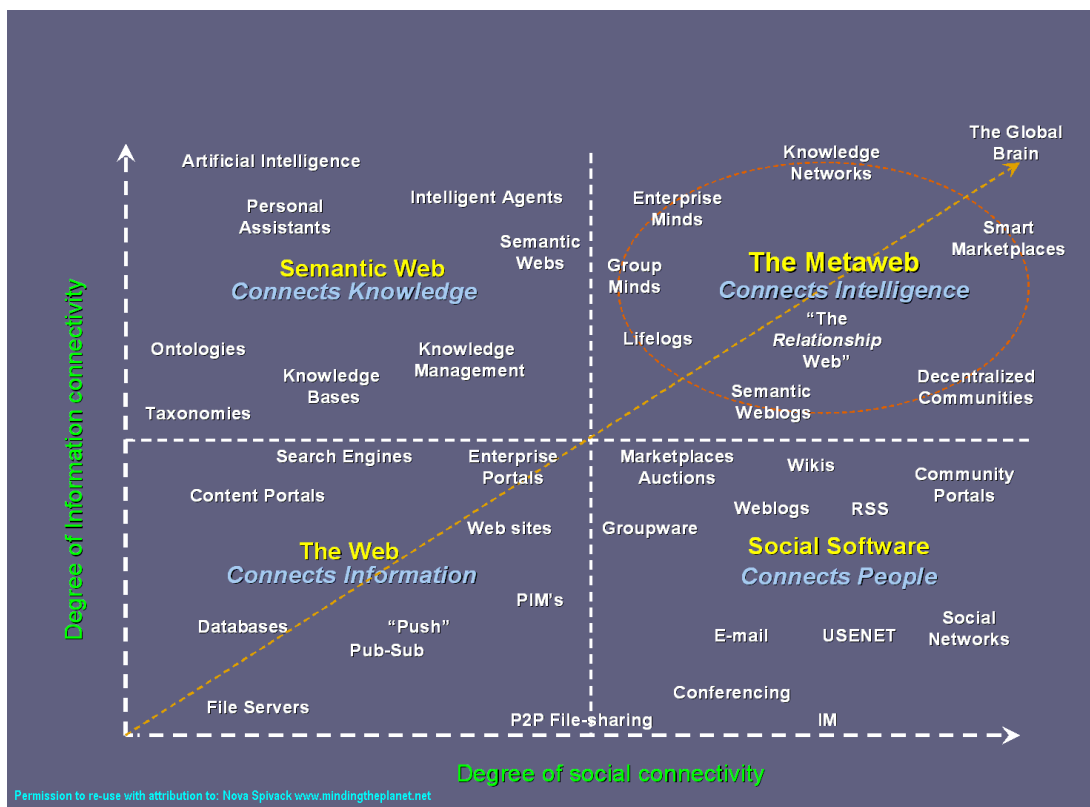 The Global
Brain
Knowledge
Networks
Artificial Intelligence
Intelligent Agents
Enterprise
Minds
Personal
Assistants
Smart
Marketplaces
Semantic
Webs
Semantic Web
Connects Knowledge
Group
Minds
The Metaweb
Connects Intelligence
Lifelogs
“The
Relationship
Web”
Ontologies
Knowledge
Management
Knowledge
Bases
Decentralized
Communities
Semantic
Weblogs
Taxonomies
Degree of Information connectivity
Search Engines
Enterprise
Portals
Marketplaces
Auctions
Wikis
Community
Portals
Content Portals
Weblogs
RSS
Web sites
Groupware
The Web
Connects Information
Social Software
Connects People
PIM's
Databases
“Push”
Pub-Sub
E-mail
USENET
Social
Networks
File Servers
Conferencing
P2P File-sharing
IM
Degree of social connectivity
Permission to re-use with attribution to: Nova Spivack www.mindingtheplanet.net